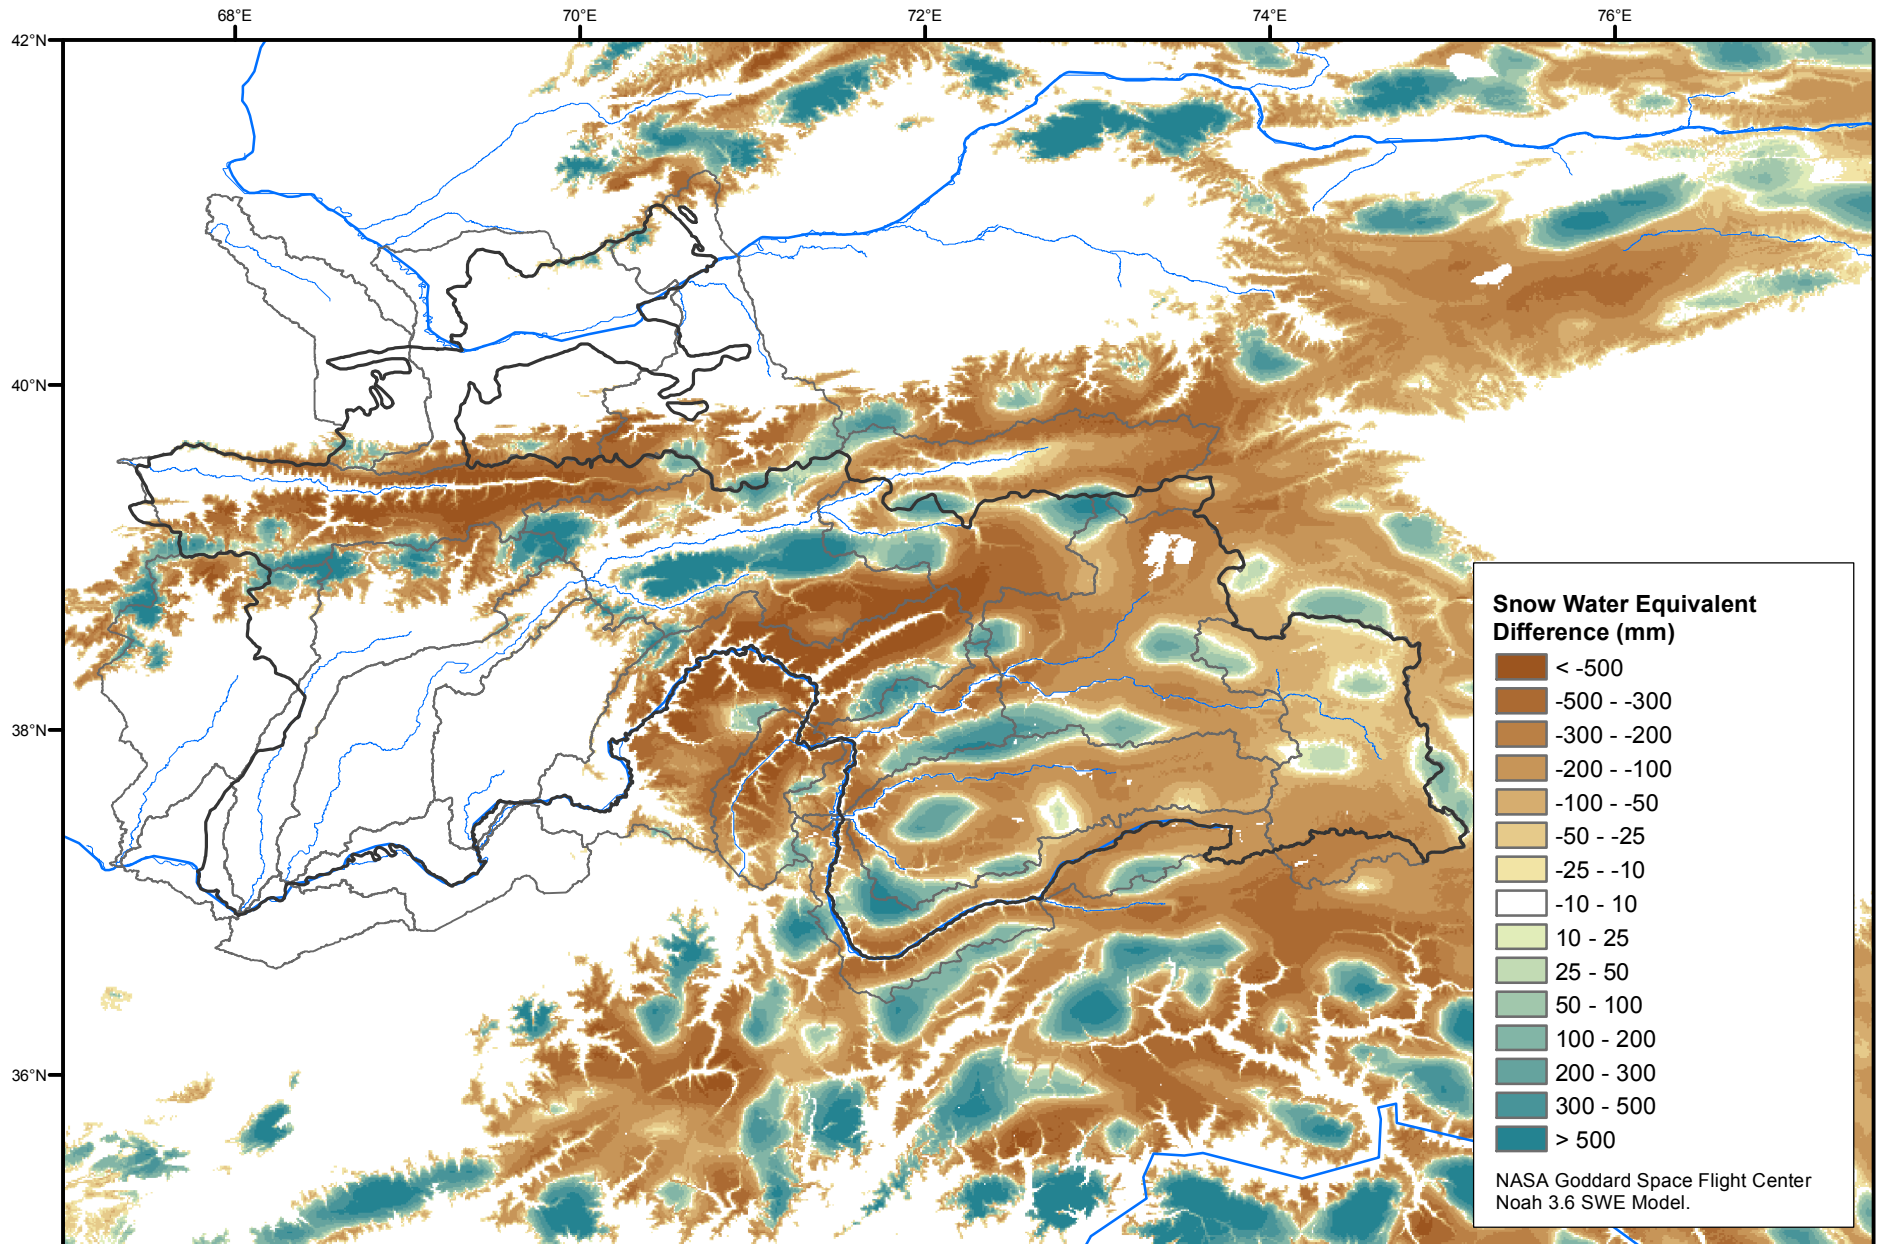 68°E 70°E 72°E 74°E 76°E
42°N
40°N
38°N
36°N
Snow Water Equivalent
Difference (mm)
< -500
-500 - -300
-300 - -200
-200 - -100
-100 - -50
-50 - -25
-25 - -10
-10 - 10
10 - 25
25 - 50
50 - 100
100 - 200
200 - 300
300 - 500
> 500
NASA Goddard Space Flight Center
Noah 3.6 SWE Model.